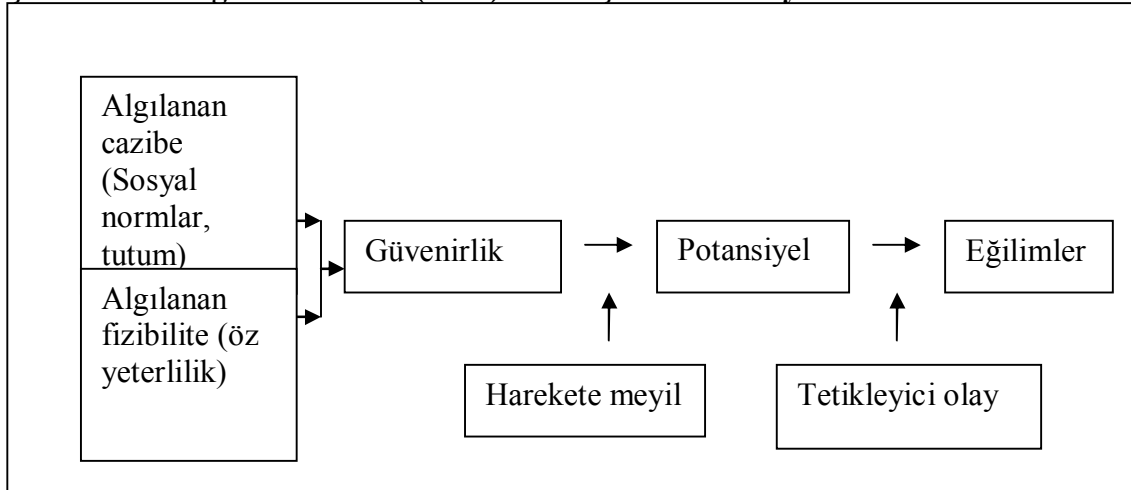 Algılanan
cazibe
(Sosyal
normlar,
tutum)
Algılanan
fizibilite (öz
yeterlilik)
Güvenirlik
Potansiyel
Eğilimler
Harekete meyil
Tetikleyici olay